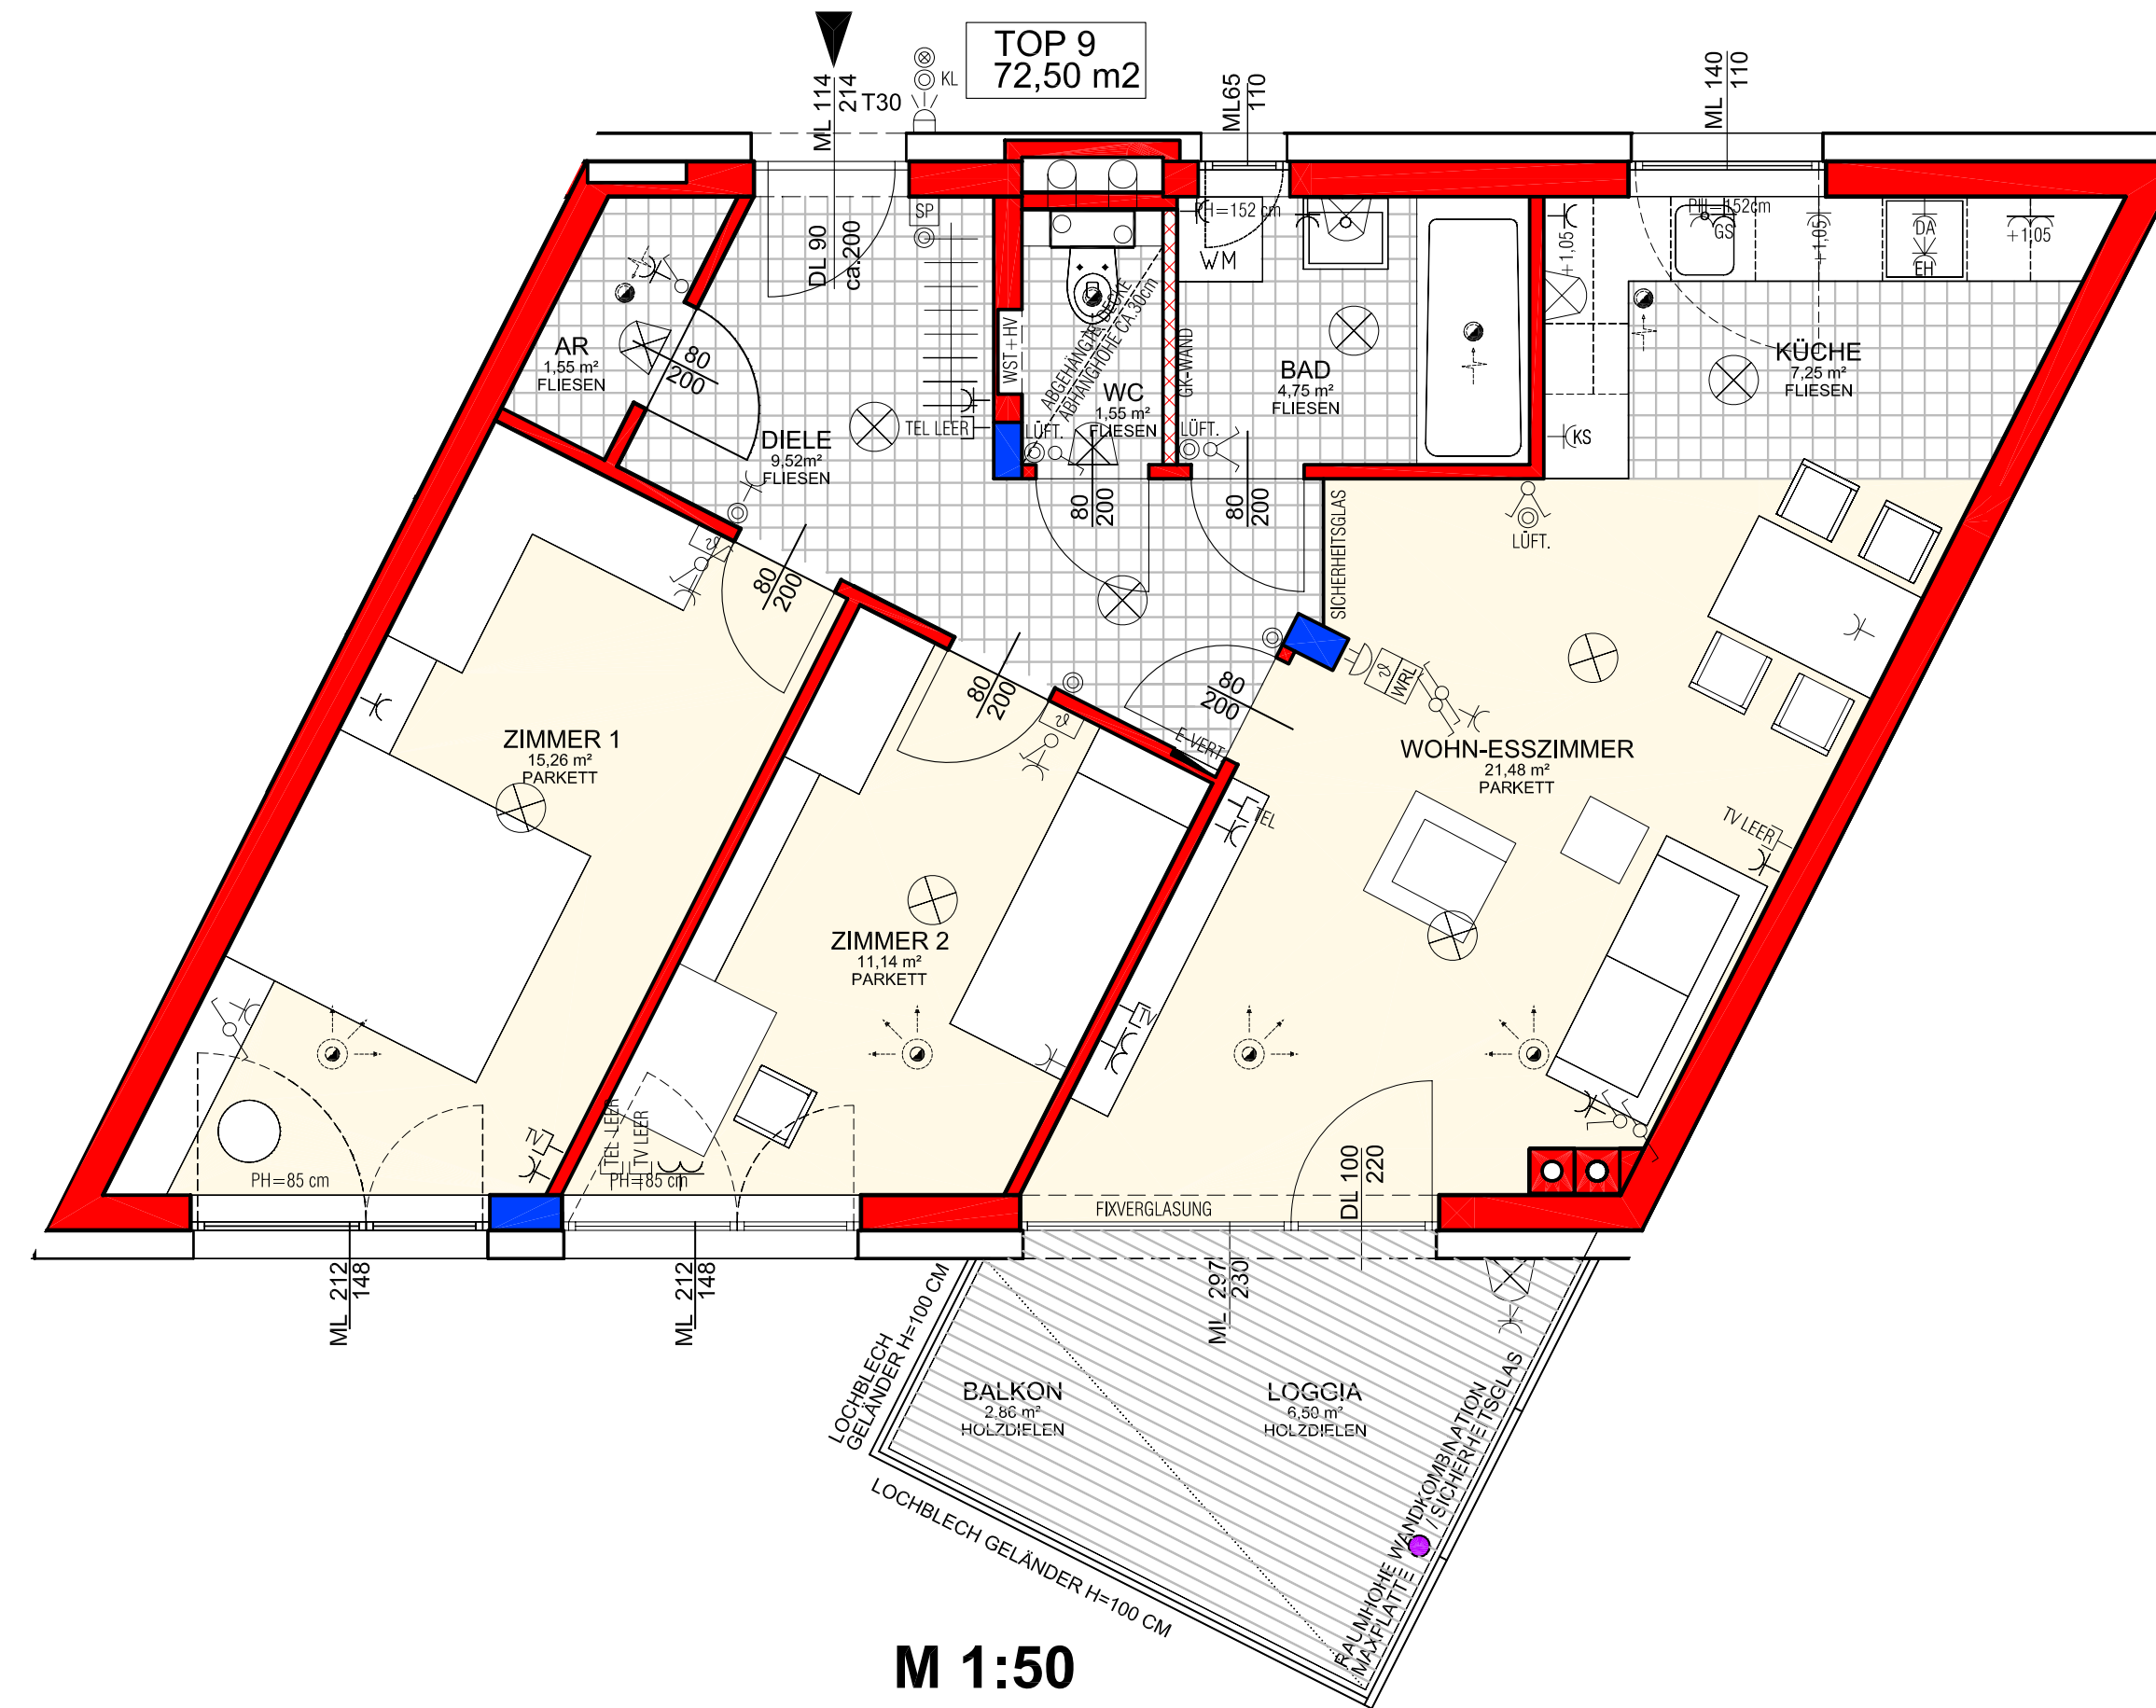 TOP 9
72,50 m2
ML 114
214
T30
KL
ML65
110
ML 140
110
DL 90
ca.200
SP
PH=152 cm
WM
PH=152cm
GS
+1,05
+1,05
DA
EH
+1,05
AR
1,55 m²
FLIESEN
80
200
WST+HV
ABGEHÄNGTE DECKE
ABHÄNGHÖHE CA.30cm
GK-WAND
WC
1,55 m²
FLIESEN
BAD
4,75 m²
FLIESEN
KÜCHE
7,25 m²
FLIESEN
DIELE
9,52m²
FLIESEN
TEL LEER
LÜFT.
LÜFT.
KS
80
200
80
200
SICHERHEITSGLAS
LÜFT.
80
200
80
200
80
200
WRL
E-VERT.
ZIMMER 1
15,26 m²
PARKETT
WOHN-ESSZIMMER
21,48 m²
PARKETT
TEL
TV LEER
ZIMMER 2
11,14 m²
PARKETT
TV
TV
TEL LEER
TV LEER
PH=85 cm
PH=85 cm
FIXVERGLASUNG
DL 100
220
ML 212
148
ML 212
148
ML 297
230
LOCHBLECH
GELÄNDER H=100 CM
BALKON
2,86 m²
HOLZDIELEN
LOGGIA
6,50 m²
HOLZDIELEN
RAUMHOHE WANDKOMBINATION
MAXPLATTE / SICHERHEITSGLAS
LOCHBLECH GELÄNDER H=100 CM
M 1:50